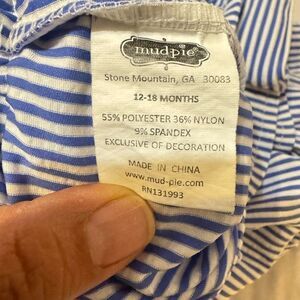 mudpie
Stone Mountain, GA 30083
12-18 MONTHS
55% POLYESTER 36% NYLON
9% SPANDEX
EXCLUSIVE OF DECORATION
MADE IN CHINA
www.mud-pie.com
RN131993